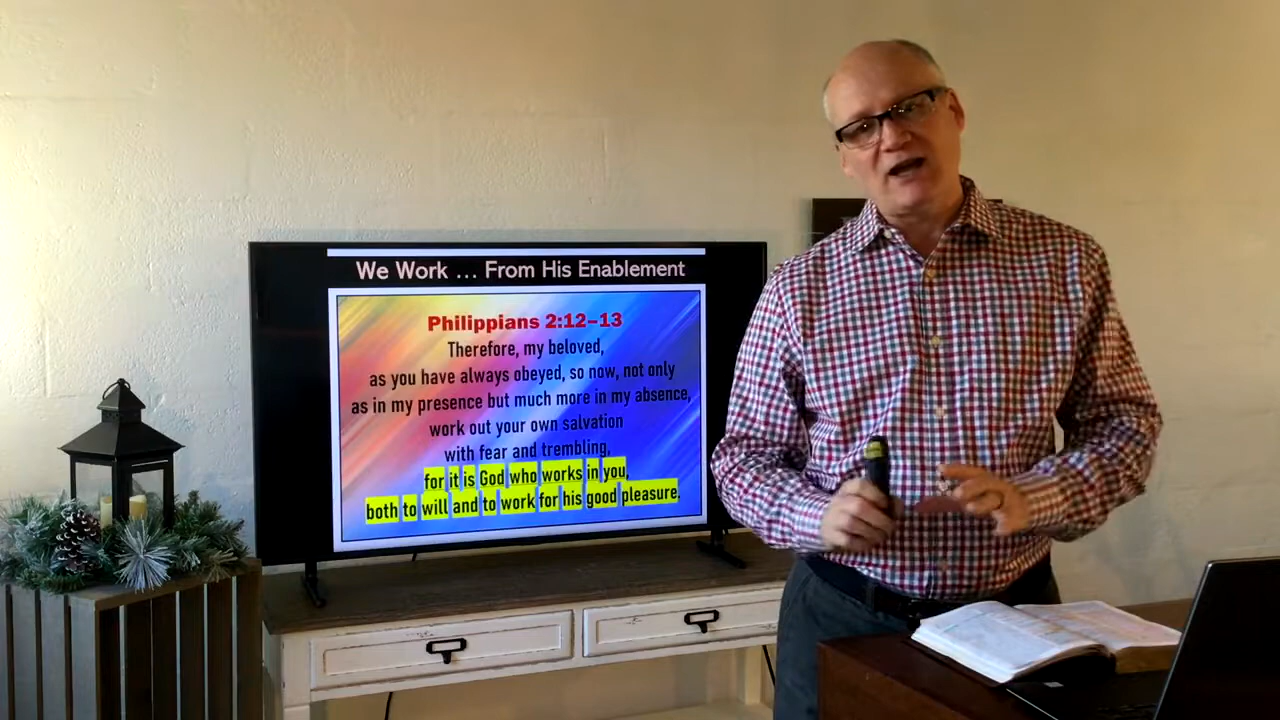 We Work … From His Enablement
Philippians 2:12–13
Therefore, my beloved,
as you have always obeyed, so now, not only
as in my presence but much more in my absence,
work out your own salvation
with fear and trembling,
for it is God who works in you,
both to will and to work for his good pleasure.